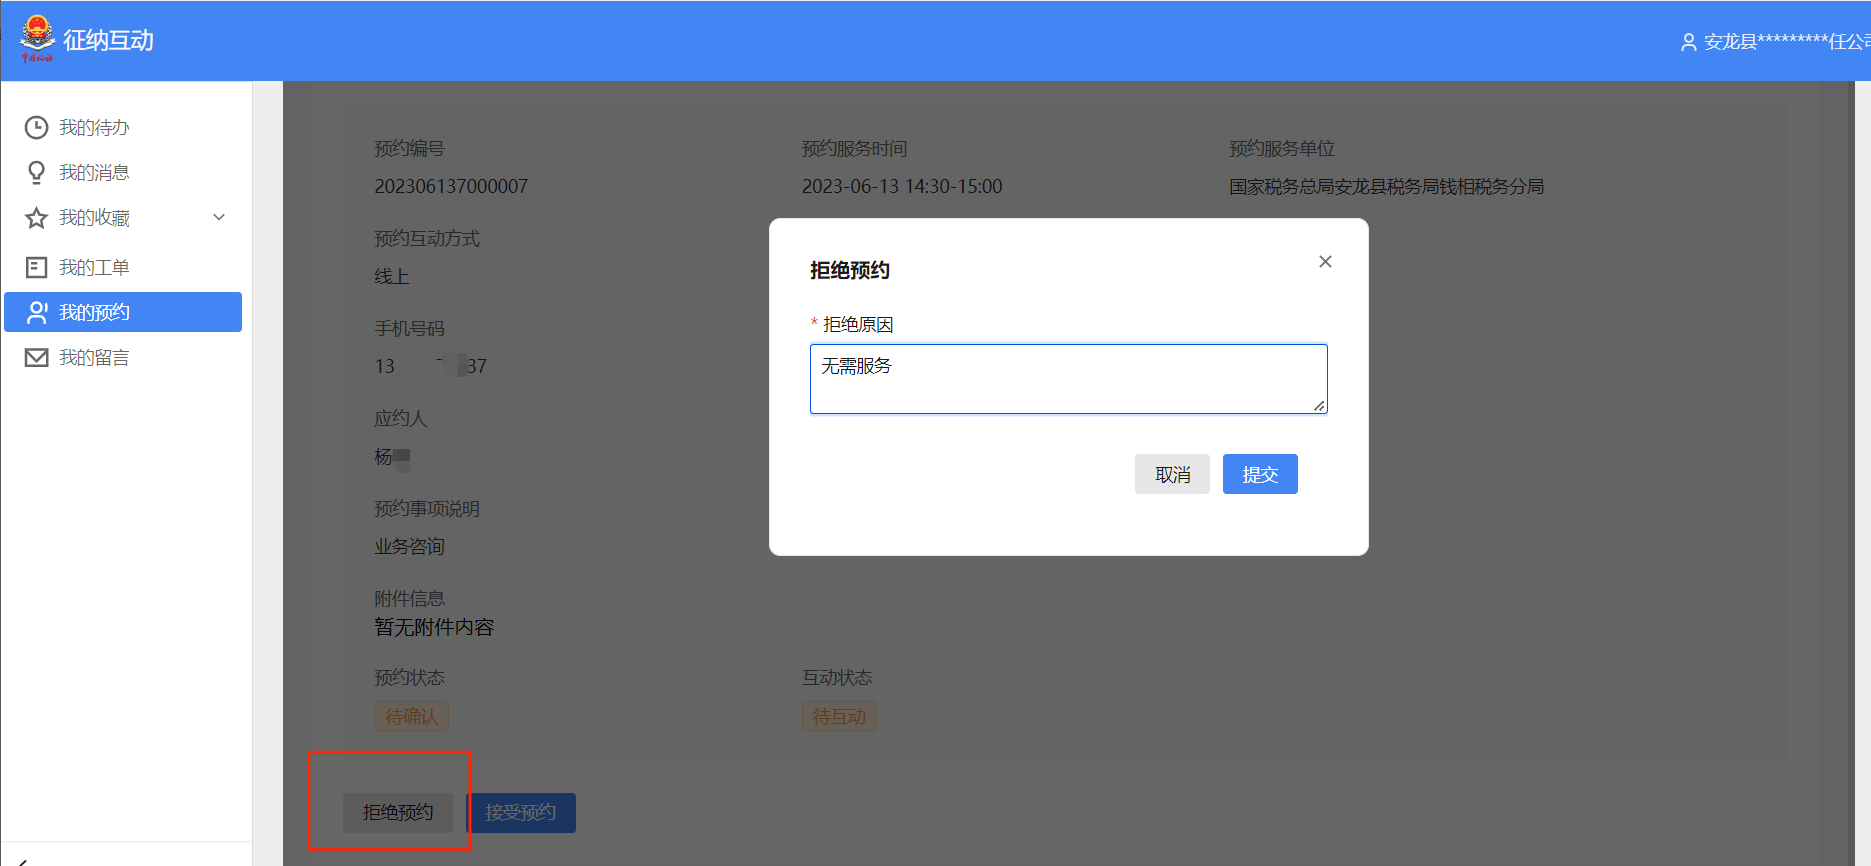 征纳互动
安龙县*********任公司
我的待办
我的消息
我的收藏
我的工单
我的预约
我的留言
预约编号
预约服务时间
预约服务单位
202306137000007
2023-06-13 14:30-15:00
国家税务总局安龙县税务局钱相税务分局
预约互动方式
线上
手机号码
13
37
应约人
杨
预约事项说明
业务咨询
附件信息
暂无附件内容
预约状态
互动状态
待确认
待互动
拒绝预约
接受预约
拒绝预约
* 拒绝原因
无需服务
取消
提交